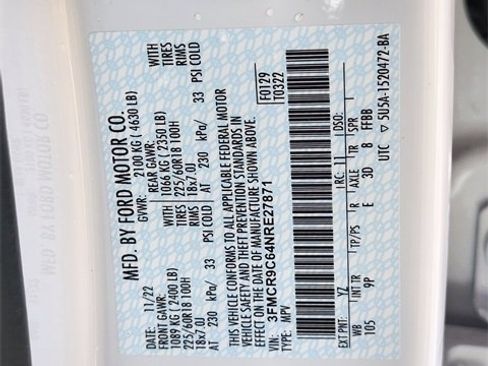 MFD. BY FORD MOTOR CO.
DATE: 11/22 GVWR: 2100 KG ( 4630 LB)
FRONT GAWR: REAR GAWR: WITH
1089 KG ( 2400 LB) 1066 KG ( 2350 LB) TIRES
225/60R18 100H 225/60R18 100H RIMS
18x7.0J 18x7.0J
AT 230 kPa/ 33 PSI COLD AT 230 kPa/ 33 PSI COLD
WITH
TIRES
RIMS
THIS VEHICLE CONFORMS TO ALL APPLICABLE FEDERAL MOTOR
VEHICLE SAFETY AND THEFT PREVENTION STANDARDS IN
EFFECT ON THE DATE OF MANUFACTURE SHOWN ABOVE.
VIN: 3FMCR9C64NRE27871
TYPE: MPV
F0129
T0322
EXT PNT: YZ RC: 11 DSO:
WB INT TR TP/PS R AXLE TR SPR
105 9P E 30 8 FFBB
UTC ▽ 5U5A-1520472-BA